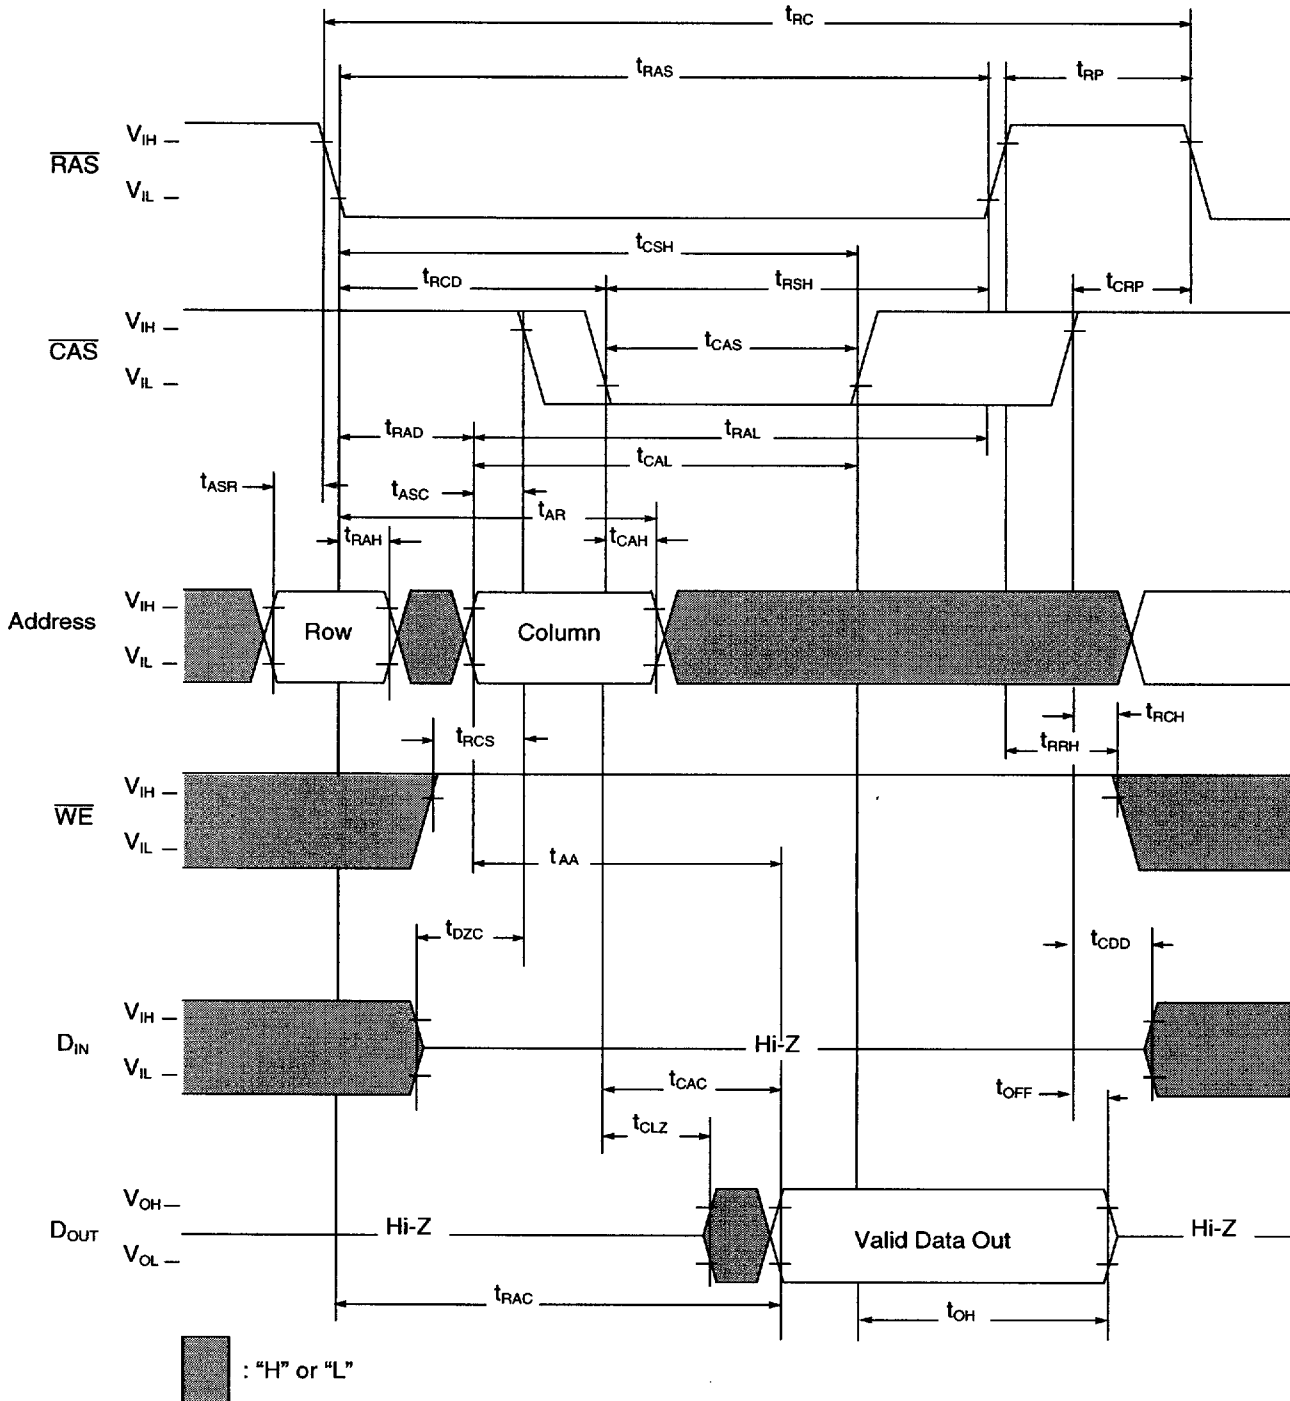 tRC
tRAS
tRP
RAS
VIH
VIL
tCSH
tRCD
tRSH
tCRP
CAS
VIH
VIL
tCAS
tRAD
tRAL
tCAL
tASR
tASC
tAR
tRAH
tCAH
Address
VIH
VIL
Row
Column
tRCH
tRCS
tRRH
WE
VIH
VIL
tAA
tDZC
tCDD
DIN
VIH
VIL
Hi-Z
tCAC
tOFF
tCLZ
DOUT
VOH
VOL
Hi-Z
Valid Data Out
Hi-Z
tRAC
tOH
: "H" or "L"